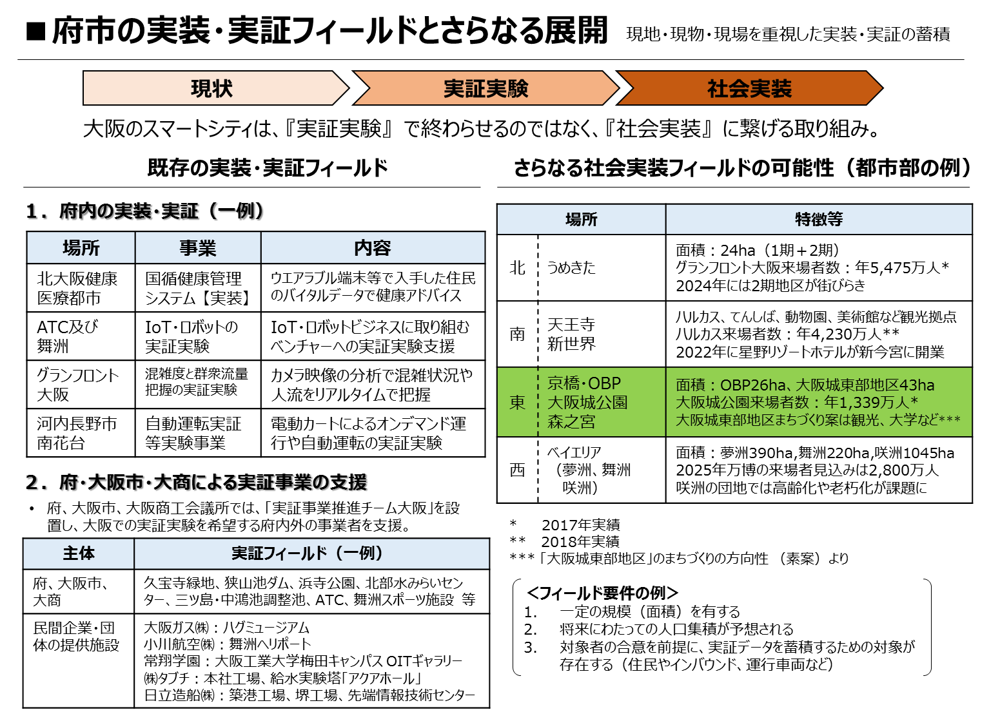 ■府市の実装・実証フィールドとさらなる展開 現地・現物・現場を重視した実装・実証の蓄積
現状
実証実験
社会実装
大阪のスマートシティは、『実証実験』で終わらせるのではなく、『社会実装』に繋げる取り組み。
既存の実装・実証フィールド
1．府内の実装・実証（一例）
場所 事業 内容
北大阪健康
医療都市
国循健康管理
システム【実装】
ウエアラブル端末等で入手した住民
のバイタルデータで健康アドバイス
ATC及び
舞洲
IoT・ロボットの
実証実験
IoT・ロボットビジネスに取り組む
ベンチャーへの実証実験支援
グランフロント
大阪
混雑度と群衆流量
把握の実証実験
カメラ映像の分析で混雑状況や
人流をリアルタイムで把握
河内長野市
南花台
自動運転実証
等実験事業
電動カートによるオンデマンド運
行や自動運転の実証実験
2．府・大阪市・大商による実証事業の支援
• 府、大阪市、大阪商工会議所では、「実証事業推進チーム大阪」を設
置し、大阪での実証実験を希望する府内外の事業者を支援。
主体 実証フィールド（一例）
府、大阪市、
大商
久宝寺緑地、狭山池ダム、浜寺公園、北部水みらいセン
ター、三ツ島・中鴻池調整池、ATC、舞洲スポーツ施設 等
民間企業・団
体の提供施設
大阪ガス㈱：ハグミュージアム
小川航空㈱：舞洲ヘリポート
常翔学園：大阪工業大学梅田キャンパス OITギャラリー
㈱タブチ：本社工場、給水実験塔「アクアホール」
日立造船㈱：築港工場、堺工場、先端情報技術センター
さらなる社会実装フィールドの可能性（都市部の例）
場所 特徴等
北 うめきた
面積：24ha（1期＋2期）
グランフロント大阪来場者数：年5,475万人*
2024年には2期地区が街びらき
南
天王寺
新世界
ハルカス、てんしば、動物園、美術館など観光拠点
ハルカス来場者数：年4,230万人**
2022年に星野リゾートホテルが新今宮に開業
東
京橋・OBP
大阪城公園
森之宮
面積：OBP26ha、大阪城東部地区43ha
大阪城公園来場者数：年1,339万人*
大阪城東部地区まちづくり案は観光、大学など***
西
ベイエリア
（夢洲、舞洲
咲洲）
面積：夢洲390ha,舞洲220ha,咲洲1045ha
2025年万博の来場者見込みは2,800万人
咲洲の団地では高齢化や老朽化が課題に
* 2017年実績
** 2018年実績
***「大阪城東部地区」のまちづくりの方向性（素案）より
＜フィールド要件の例＞
1. 一定の規模（面積）を有する
2. 将来にわたっての人口集積が予想される
3. 対象者の合意を前提に、実証データを蓄積するための対象が
存在する（住民やインバウンド、運行車両など）